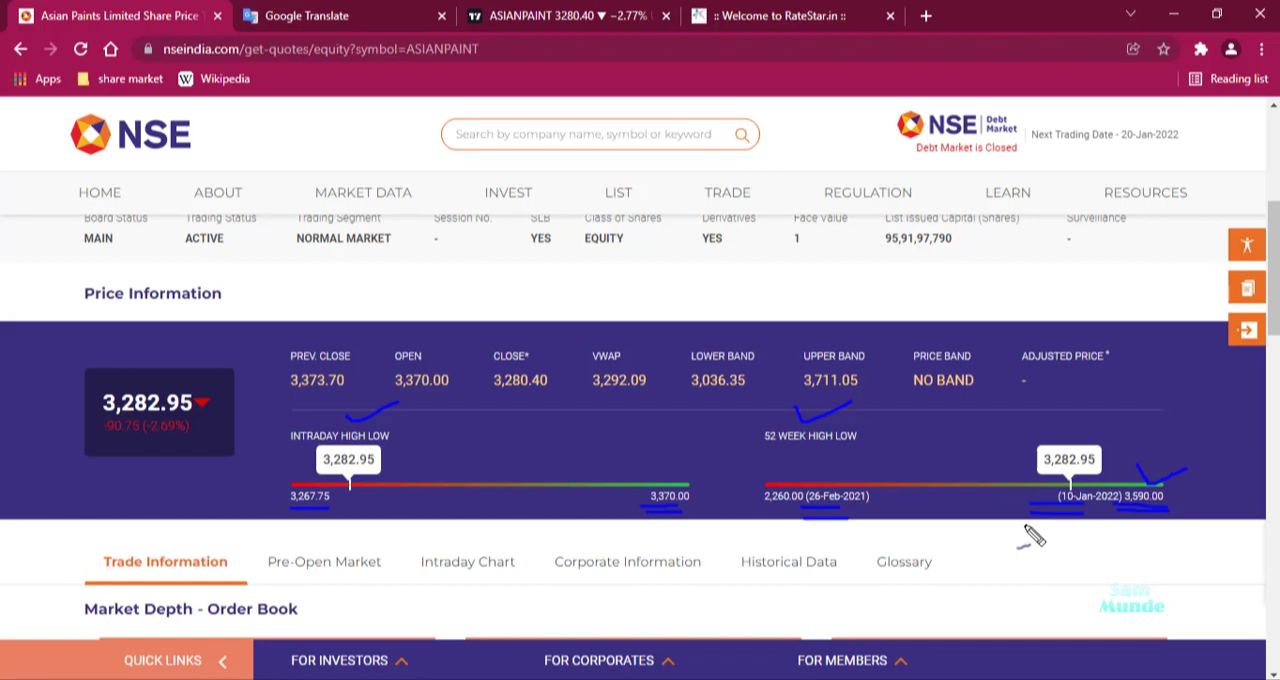 Asian Paints Limited Share Price
Google Translate
ASIANPAINT 3280.40 ▼ −2.77%
:: Welcome to RateStar.in ::
nseindia.com/get-quotes/equity?symbol=ASIANPAINT
Apps
share market
W Wikipedia
Reading list
NSE
Search by company name, symbol or keyword
NSE Debt Market
Debt Market is Closed
Next Trading Date - 20-Jan-2022
HOME ABOUT MARKET DATA INVEST LIST TRADE REGULATION LEARN RESOURCES
Board Status Trading Status Trading Segment Session No. SLB Class of Shares Derivatives Face Value List Issued Capital (Shares) Surveillance
MAIN ACTIVE NORMAL MARKET - YES EQUITY YES 1 95,91,97,790 -
Price Information
3,282.95
-90.75 (-2.69%)
PREV. CLOSE OPEN CLOSE* VWAP LOWER BAND UPPER BAND PRICE BAND ADJUSTED PRICE*
3,373.70 3,370.00 3,280.40 3,292.09 3,036.35 3,711.05 NO BAND -
INTRADAY HIGH LOW
3,282.95
3,267.75 3,370.00
52 WEEK HIGH LOW
3,282.95
2,260.00 (26-Feb-2021) (10-Jan-2022) 3,590.00
Trade Information Pre-Open Market Intraday Chart Corporate Information Historical Data Glossary
Market Depth - Order Book
Sam
Munde
QUICK LINKS FOR INVESTORS FOR CORPORATES FOR MEMBERS